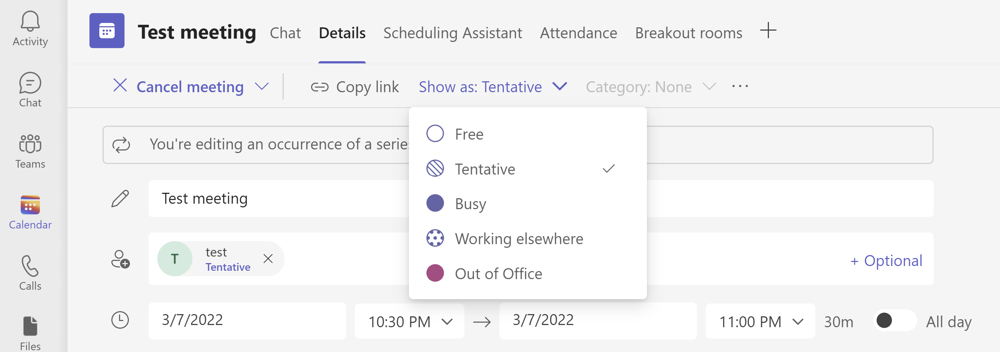 Activity
Chat
Teams
Calendar
Calls
Files
Test meeting Chat Details Scheduling Assistant Attendance Breakout rooms
Cancel meeting Copy link Show as: Tentative Category: None
You're editing an occurrence of a serie
Free
Tentative
Busy
Working elsewhere
Out of Office
Test meeting
T test
Tentative
+ Optional
3/7/2022 10:30 PM 3/7/2022 11:00 PM 30m All day